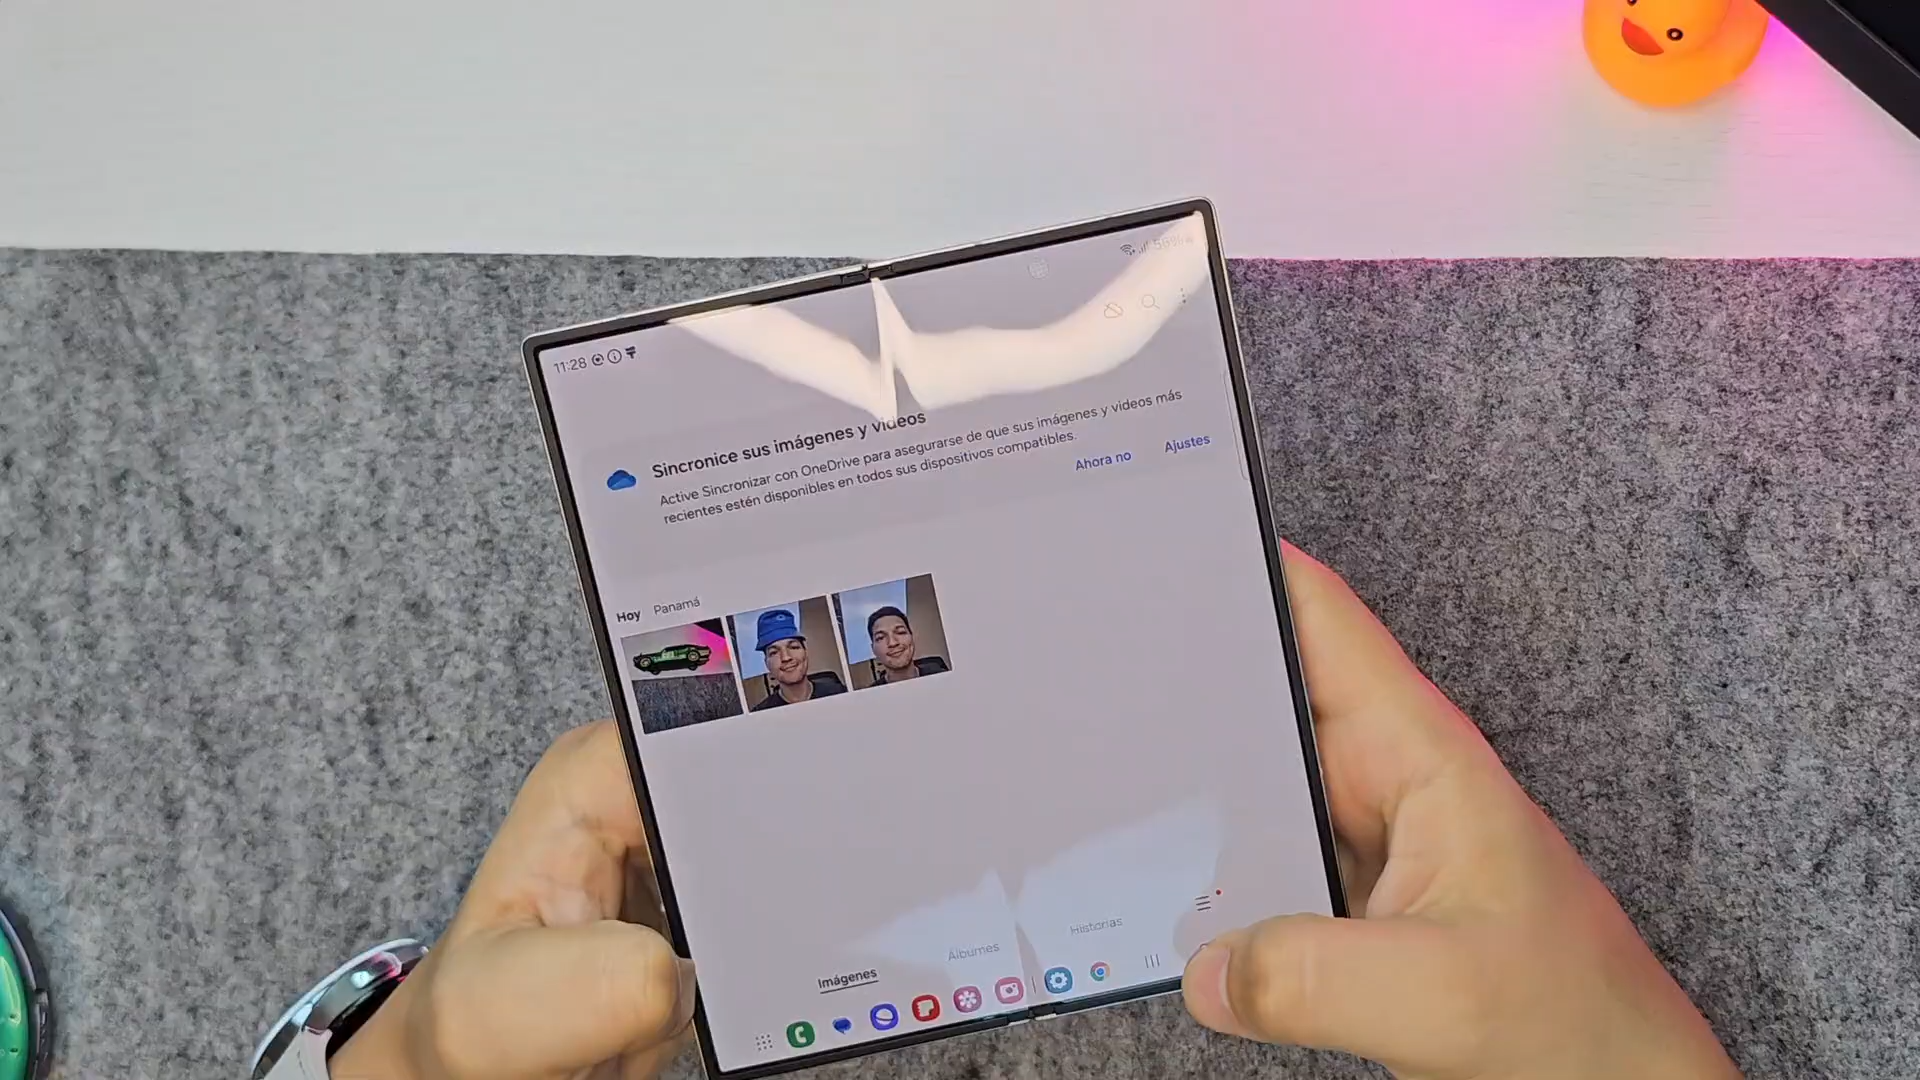 11:28
Sincronice sus imágenes y videos
Active Sincronizar con OneDrive para asegurarse de que sus imágenes y videos más
recientes estén disponibles en todos sus dispositivos compatibles.
Ahora no
Ajustes
Hoy Panamá
Imágenes
Álbumes
Historias